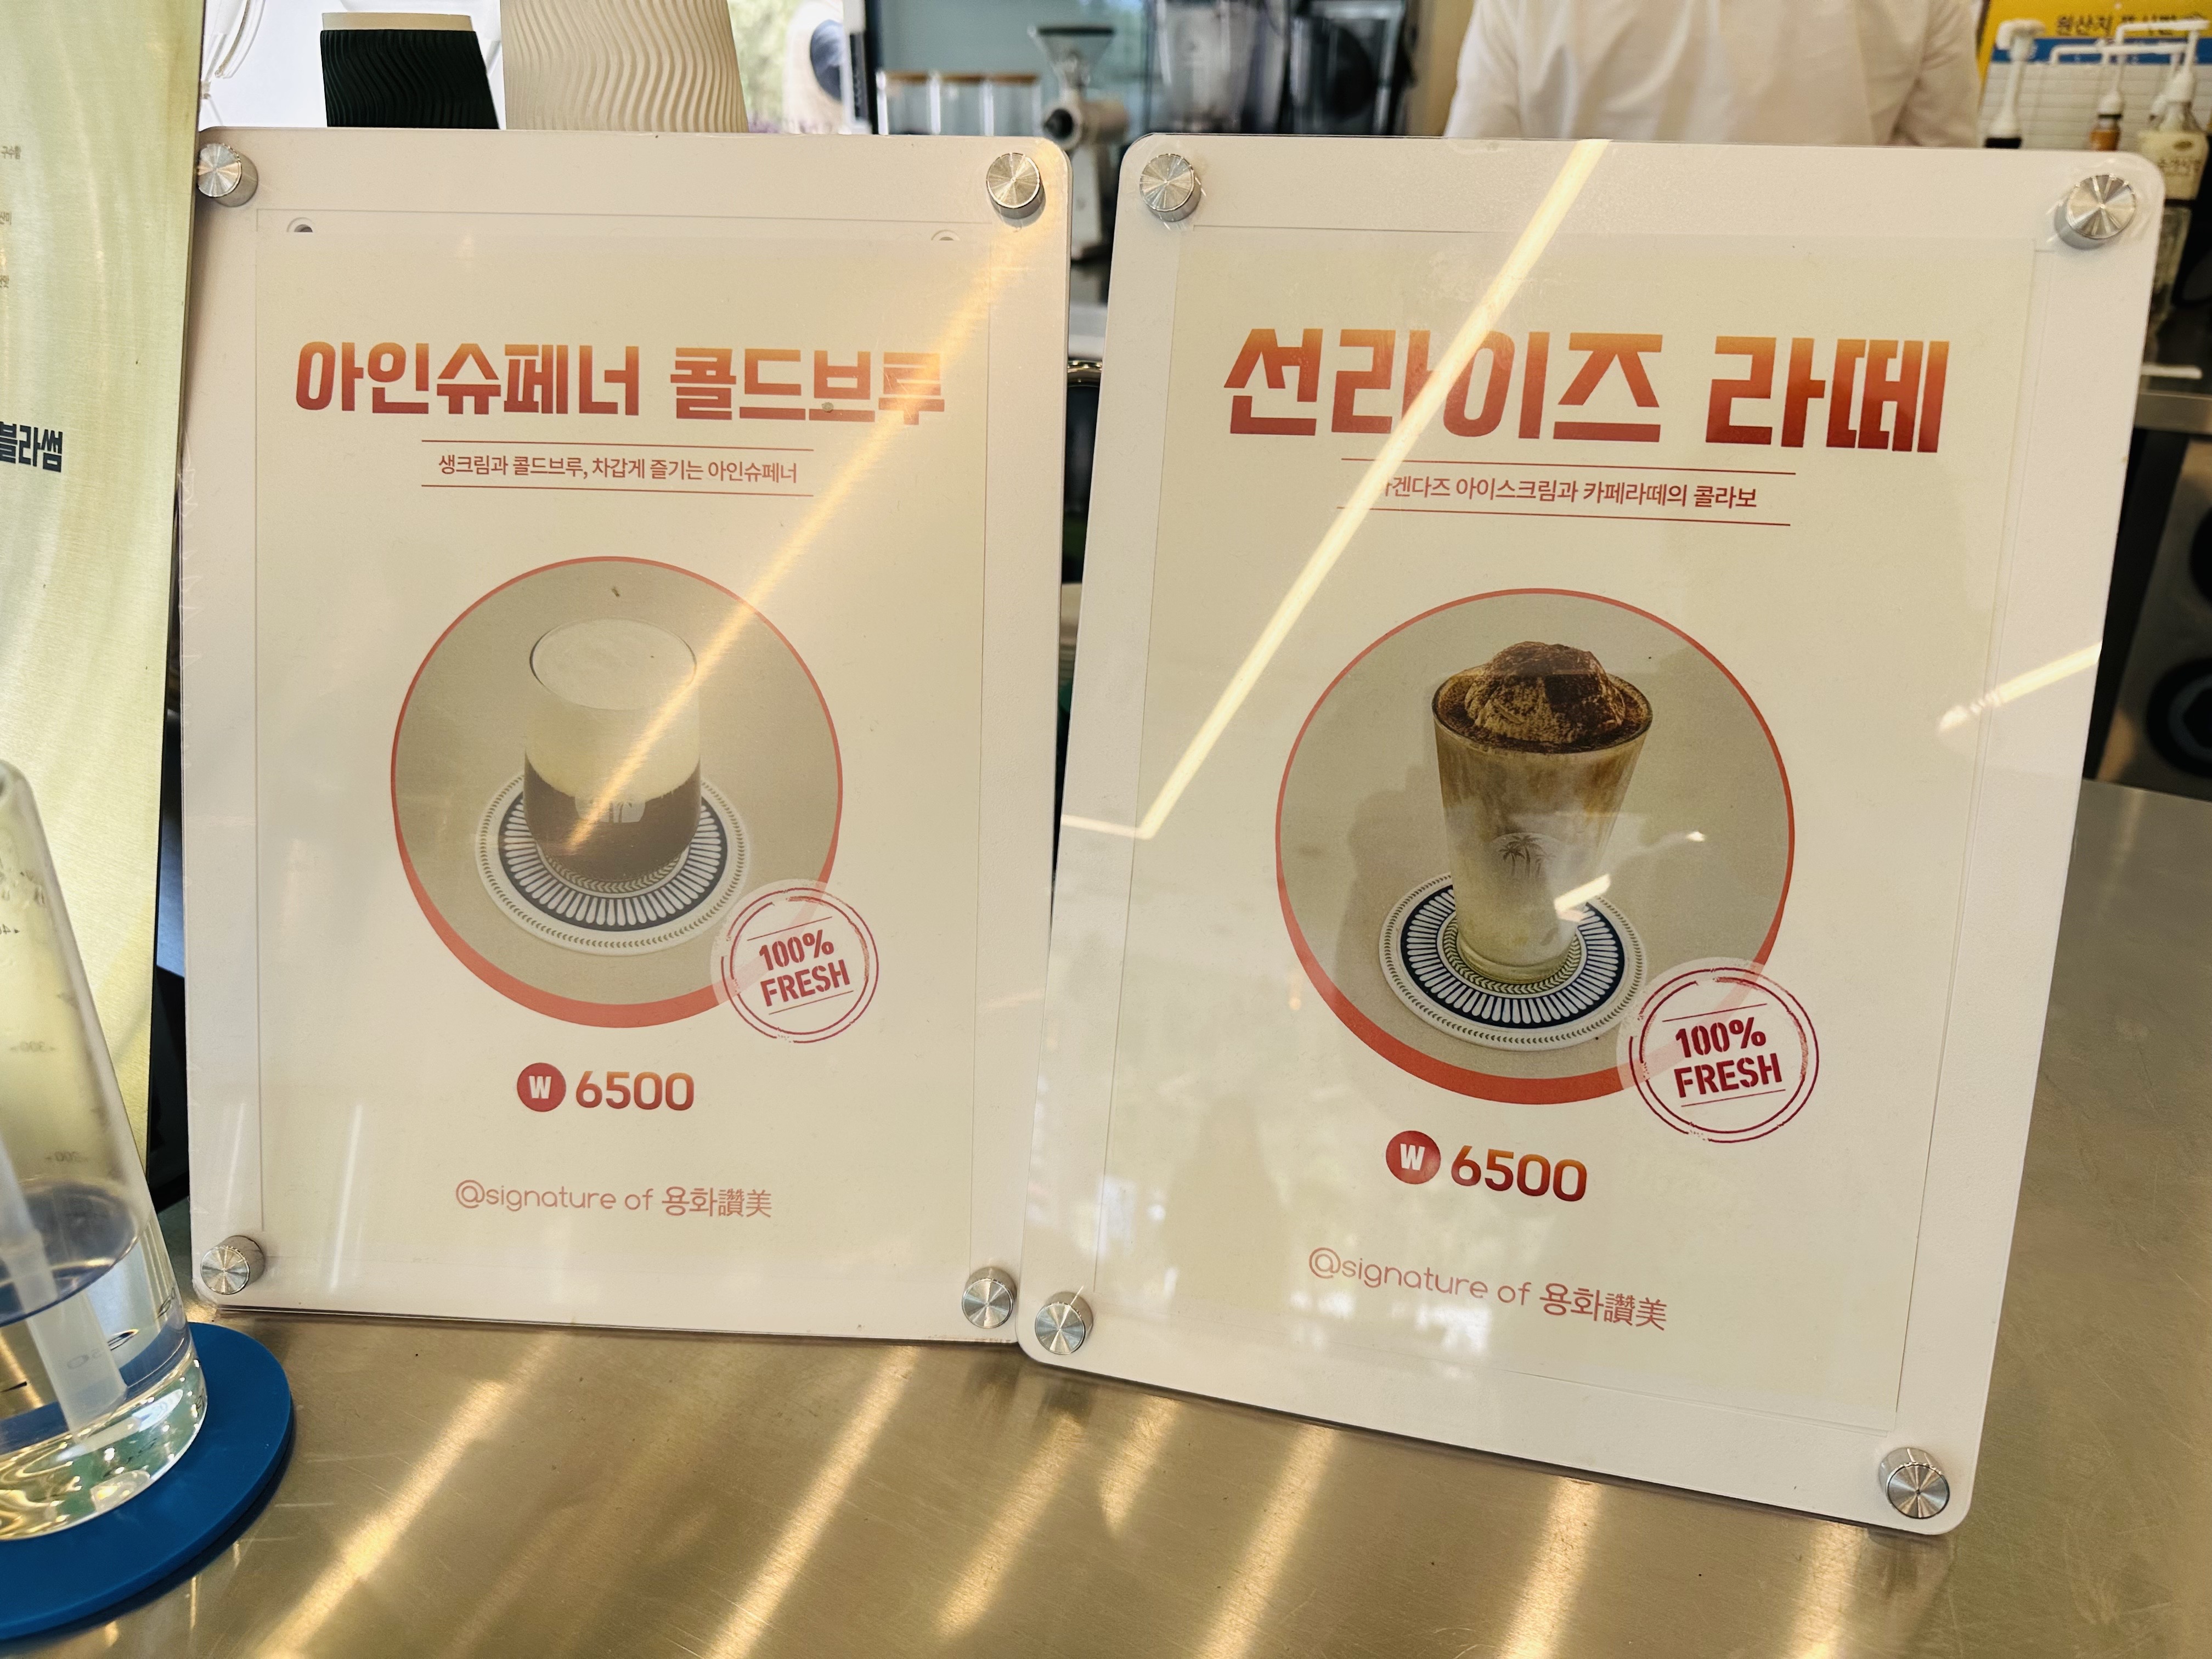 아인슈페너 콜드브루
생크림과 콜드브루, 차갑게 즐기는 아인슈페너
100%
FRESH
W 6500
@signature of 용화讚美
선라이즈 라떼
아이스크림과 카페라떼의 콜라보
100%
FRESH
W 6500
@signature of 용화讚美
블라썸